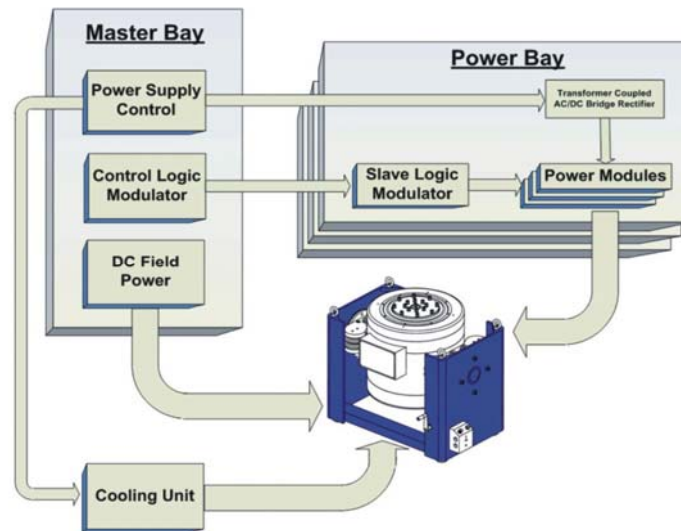 Master Bay
Power Supply
Control
Control Logic
Modulator
DC Field
Power
Power Bay
Transformer Coupled
AC/DC Bridge Rectifier
Slave Logic
Modulator
Power Modules
Cooling Unit